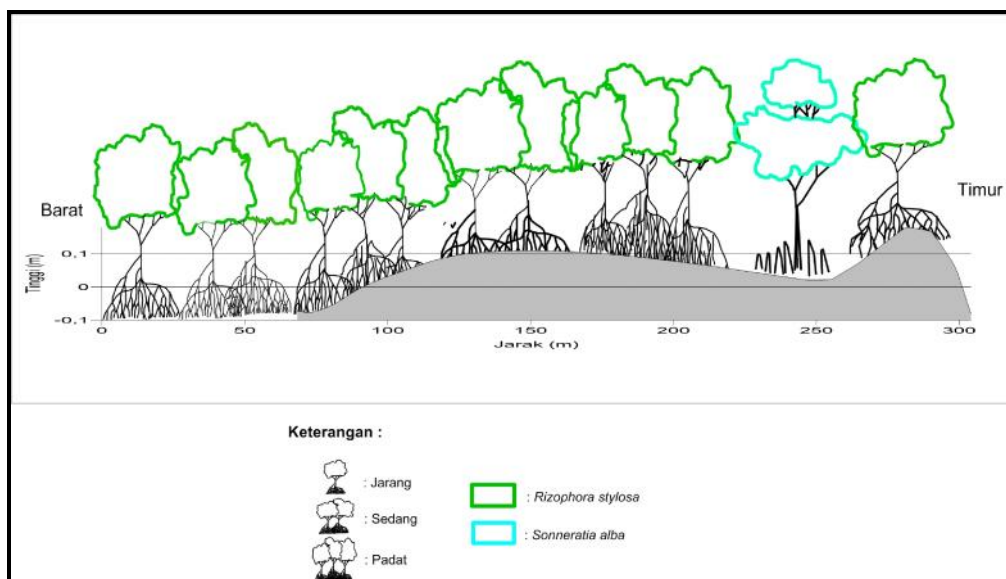 Barat
Timur
Tinggi (m)
0,1
0
-0,1
0
50
100
150
200
250
300
Jarak (m)
Keterangan :
: Jarang
: Sedang
: Padat
: Rizophora stylosa
: Sonneratia alba